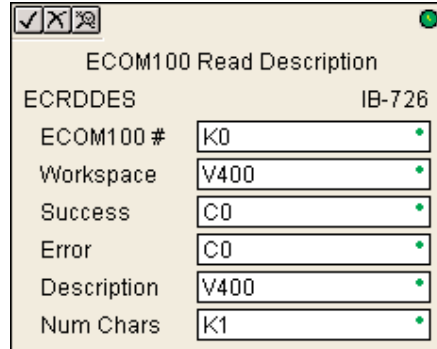 ECOM100 Read Description
ECRDDES IB-726
ECOM100 # K0
Workspace V400
Success C0
Error C0
Description V400
Num Chars K1